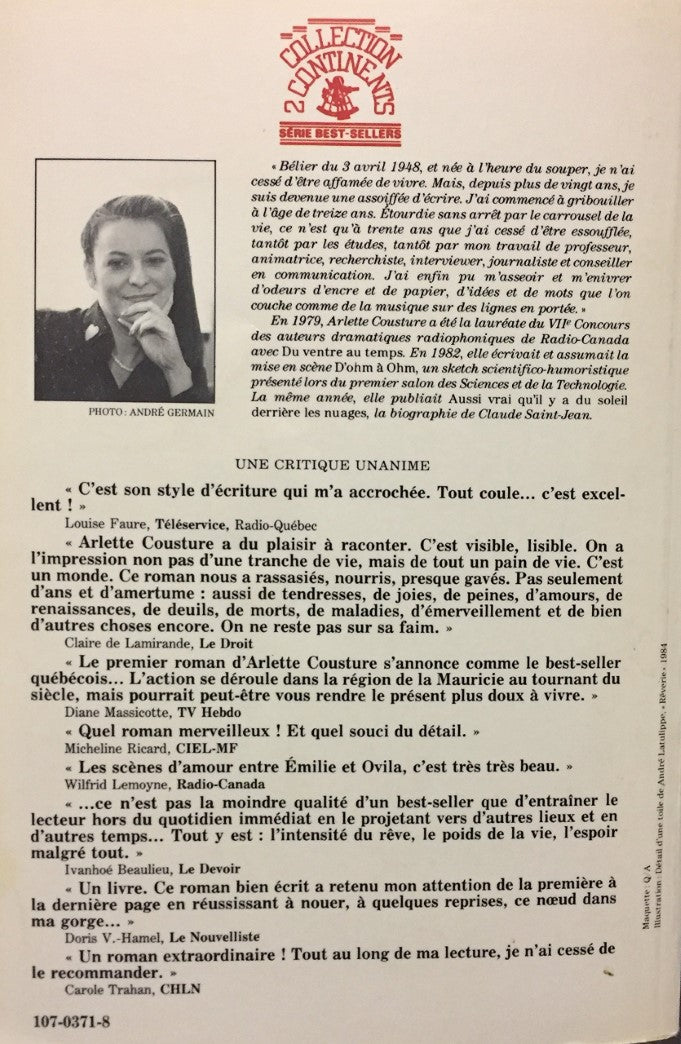 COLLECTION
2 CONTINENTS
SÉRIE BEST-SELLERS
« Bélier du 3 avril 1948, et née à l'heure du souper, je n'ai
cessé d'être affamée de vivre. Mais, depuis plus de vingt ans, je
suis devenue une assoiffée d'écrire. J'ai commencé à gribouiller
à l'âge de treize ans. Étourdie sans arrêt par le carrousel de la
vie, ce n'est qu'à trente ans que j'ai cessé d'être essoufflée,
tantôt par les études, tantôt par mon travail de professeur,
animatrice, recherchiste, interviewer, journaliste et conseiller
en communication. J'ai enfin pu m'asseoir et m'enivrer
d'odeurs d'encre et de papier, d'idées et de mots que l'on
couche comme de la musique sur des lignes en portée. »
En 1979, Arlette Cousture a été la lauréate du VIIe Concours
des auteurs dramatiques radiophoniques de Radio-Canada
avec Du ventre au temps. En 1982, elle écrivait et assumait la
mise en scène D'ohm à Ohm, un sketch scientifico-humoristique
présenté lors du premier salon des Sciences et de la Technologie.
La même année, elle publiait Aussi vrai qu'il y a du soleil
derrière les nuages, la biographie de Claude Saint-Jean.
PHOTO: ANDRÉ GERMAIN
UNE CRITIQUE UNANIME
« C'est son style d'écriture qui m'a accrochée. Tout coule... c'est excel-
lent ! »
Louise Faure, Téléservice, Radio-Québec
« Arlette Cousture a du plaisir à raconter. C'est visible, lisible. On a
l'impression non pas d'une tranche de vie, mais de tout un pain de vie. C'est
un monde. Ce roman nous a rassasiés, nourris, presque gavés. Pas seulement
d'ans et d'amertume : aussi de tendresses, de joies, de peines, d'amours, de
renaissances, de deuils, de morts, de maladies, d'émerveillement et de bien
d'autres choses encore. On ne reste pas sur sa faim. »
Claire de Lamirande, Le Droit
« Le premier roman d'Arlette Cousture s'annonce comme le best-seller
québécois... L'action se déroule dans la région de la Mauricie au tournant du
siècle, mais pourrait peut-être vous rendre le présent plus doux à vivre. »
Diane Massicotte, TV Hebdo
« Quel roman merveilleux ! Et quel souci du détail. »
Micheline Ricard, CIEL-MF
« Les scènes d'amour entre Émilie et Ovila, c'est très très beau. »
Wilfrid Lemoyne, Radio-Canada
« ...ce n'est pas la moindre qualité d'un best-seller que d'entraîner le
lecteur hors du quotidien immédiat en le projetant vers d'autres lieux et en
d'autres temps... Tout y est : l'intensité du rêve, le poids de la vie, l'espoir
malgré tout. »
Ivanhoé Beaulieu, Le Devoir
« Un livre. Ce roman bien écrit a retenu mon attention de la première à
la dernière page en réussissant à nouer, à quelques reprises, ce nœud dans
ma gorge... »
Doris V.-Hamel, Le Nouvelliste
« Un roman extraordinaire ! Tout au long de ma lecture, je n'ai cessé de
le recommander. »
Carole Trahan, CHLN
107-0371-8
Maquette: Q A
Illustration: Détail d'une toile de André Latulippe, « Rêverie » 1984